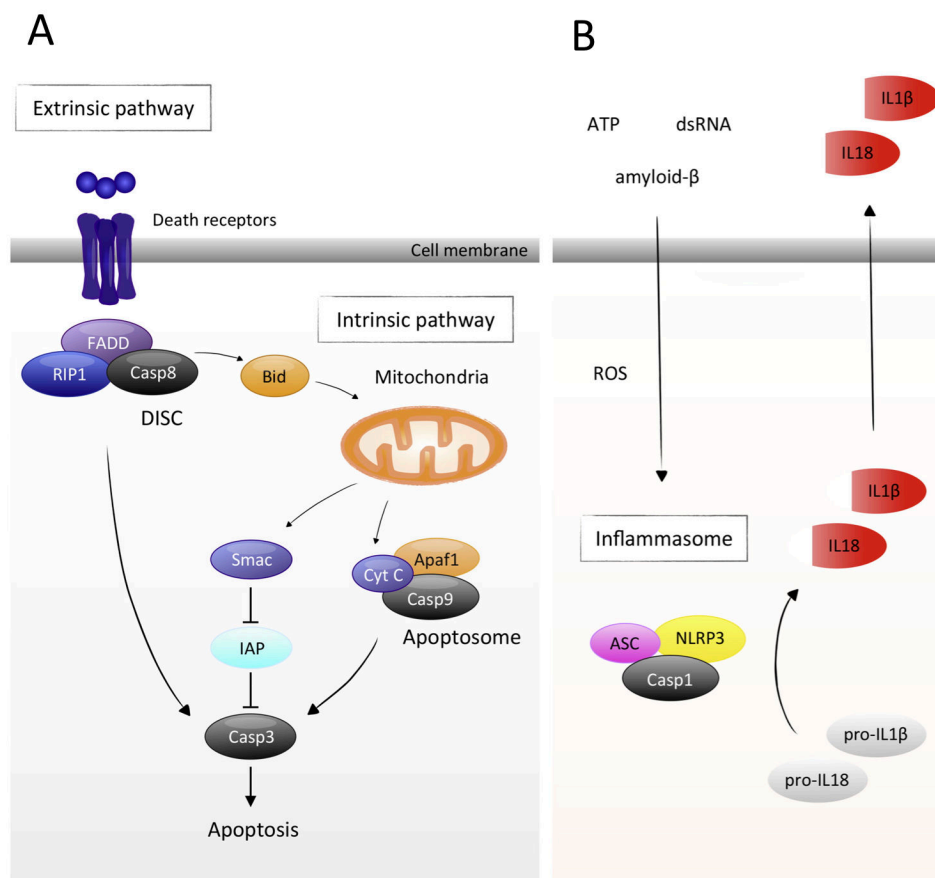 A
Extrinsic pathway
Death receptors
Cell membrane
Intrinsic pathway
FADD
RIP1
Casp8
Bid
DISC
Mitochondria
Smac
Cyt C
Apaf1
Casp9
IAP
Apoptosome
Casp3
Apoptosis
B
IL1β
ATP
dsRNA
IL18
amyloid-β
ROS
IL1β
Inflammasome
IL18
ASC
NLRP3
Casp1
pro-IL1β
pro-IL18